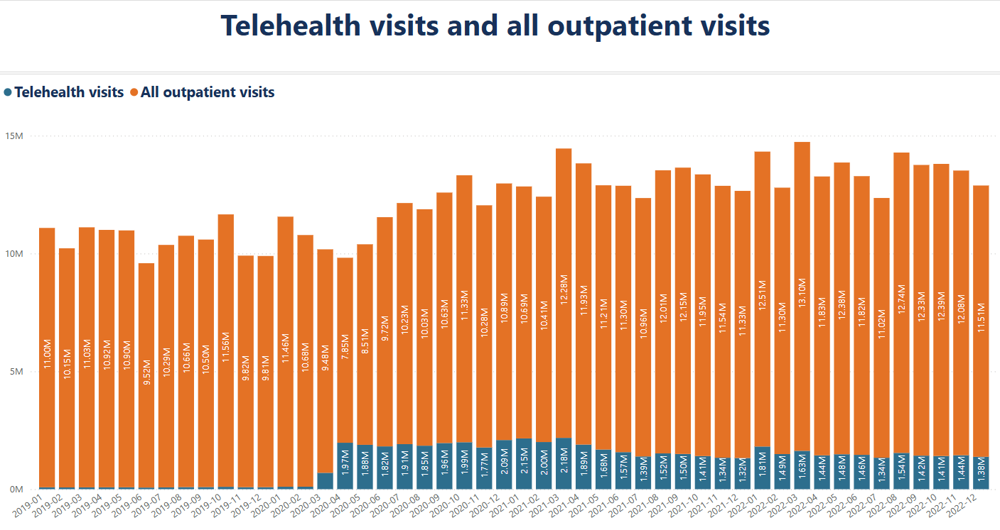 Telehealth visits and all outpatient visits
Telehealth visits All outpatient visits
15M
10M
5M
0M
11.00M 10.15M 11.03M 10.92M 10.90M 9.52M 10.29M 10.66M 10.50M 11.56M 9.82M 9.81M 11.46M 10.68M 9.48M 7.85M 8.51M 9.72M 10.23M 10.03M 10.63M 11.33M 10.28M 10.89M 10.69M 10.41M 12.28M 11.93M 11.21M 11.30M 10.96M 12.01M 12.15M 11.95M 11.54M 11.33M 12.51M 11.30M 13.10M 11.83M 12.38M 11.82M 11.02M 12.74M 12.33M 12.39M 12.08M 11.51M
1.97M 1.88M 1.82M 1.91M 1.85M 1.96M 1.99M 1.77M 2.09M 2.15M 2.00M 2.18M 1.89M 1.68M 1.57M 1.39M 1.52M 1.50M 1.41M 1.34M 1.32M 1.81M 1.49M 1.63M 1.44M 1.48M 1.46M 1.34M 1.54M 1.42M 1.41M 1.44M 1.38M
2019-01 2019-02 2019-03 2019-04 2019-05 2019-06 2019-07 2019-08 2019-09 2019-10 2019-11 2019-12 2020-01 2020-02 2020-03 2020-04 2020-05 2020-06 2020-07 2020-08 2020-09 2020-10 2020-11 2020-12 2021-01 2021-02 2021-03 2021-04 2021-05 2021-06 2021-07 2021-08 2021-09 2021-10 2021-11 2021-12 2022-01 2022-02 2022-03 2022-04 2022-05 2022-06 2022-07 2022-08 2022-09 2022-10 2022-11 2022-12